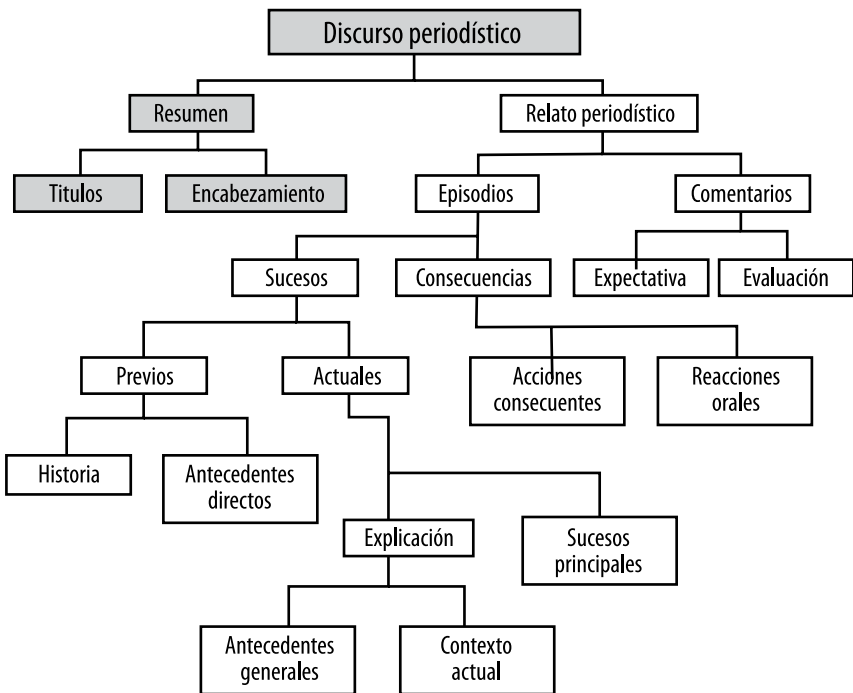 Discurso periodístico
Resumen
Relato periodístico
Titulos
Encabezamiento
Episodios
Comentarios
Sucesos
Consecuencias
Expectativa
Evaluación
Previos
Actuales
Acciones
consecuentes
Reacciones
orales
Historia
Antecedentes
directos
Explicación
Sucesos
principales
Antecedentes
generales
Contexto
actual